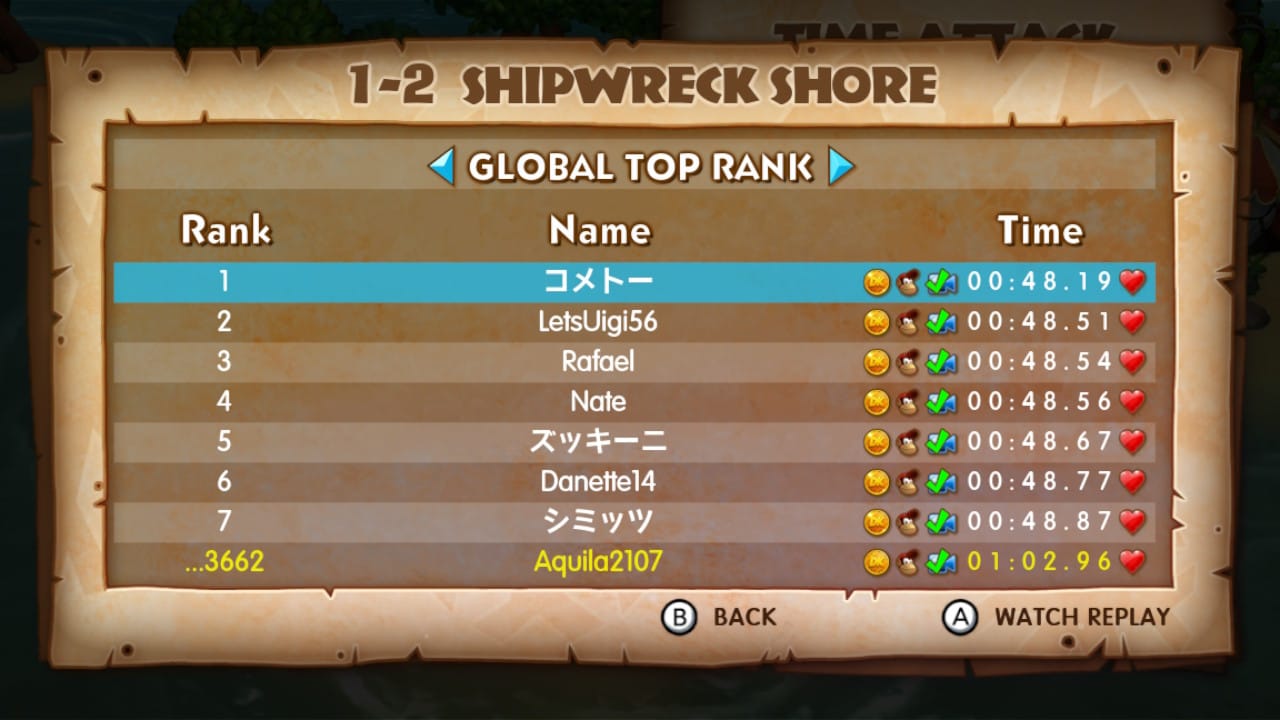 TIME ATTACK
1-2 SHIPWRECK SHORE
GLOBAL TOP RANK
Rank Name Time
1 コメトー 00:48.19
2 LetsUigi56 00:48.51
3 Rafael 00:48.54
4 Nate 00:48.56
5 ズッキーニ 00:48.67
6 Danette14 00:48.77
7 シミッツ 00:48.87
...3662 Aquila2107 01:02.96
B BACK A WATCH REPLAY